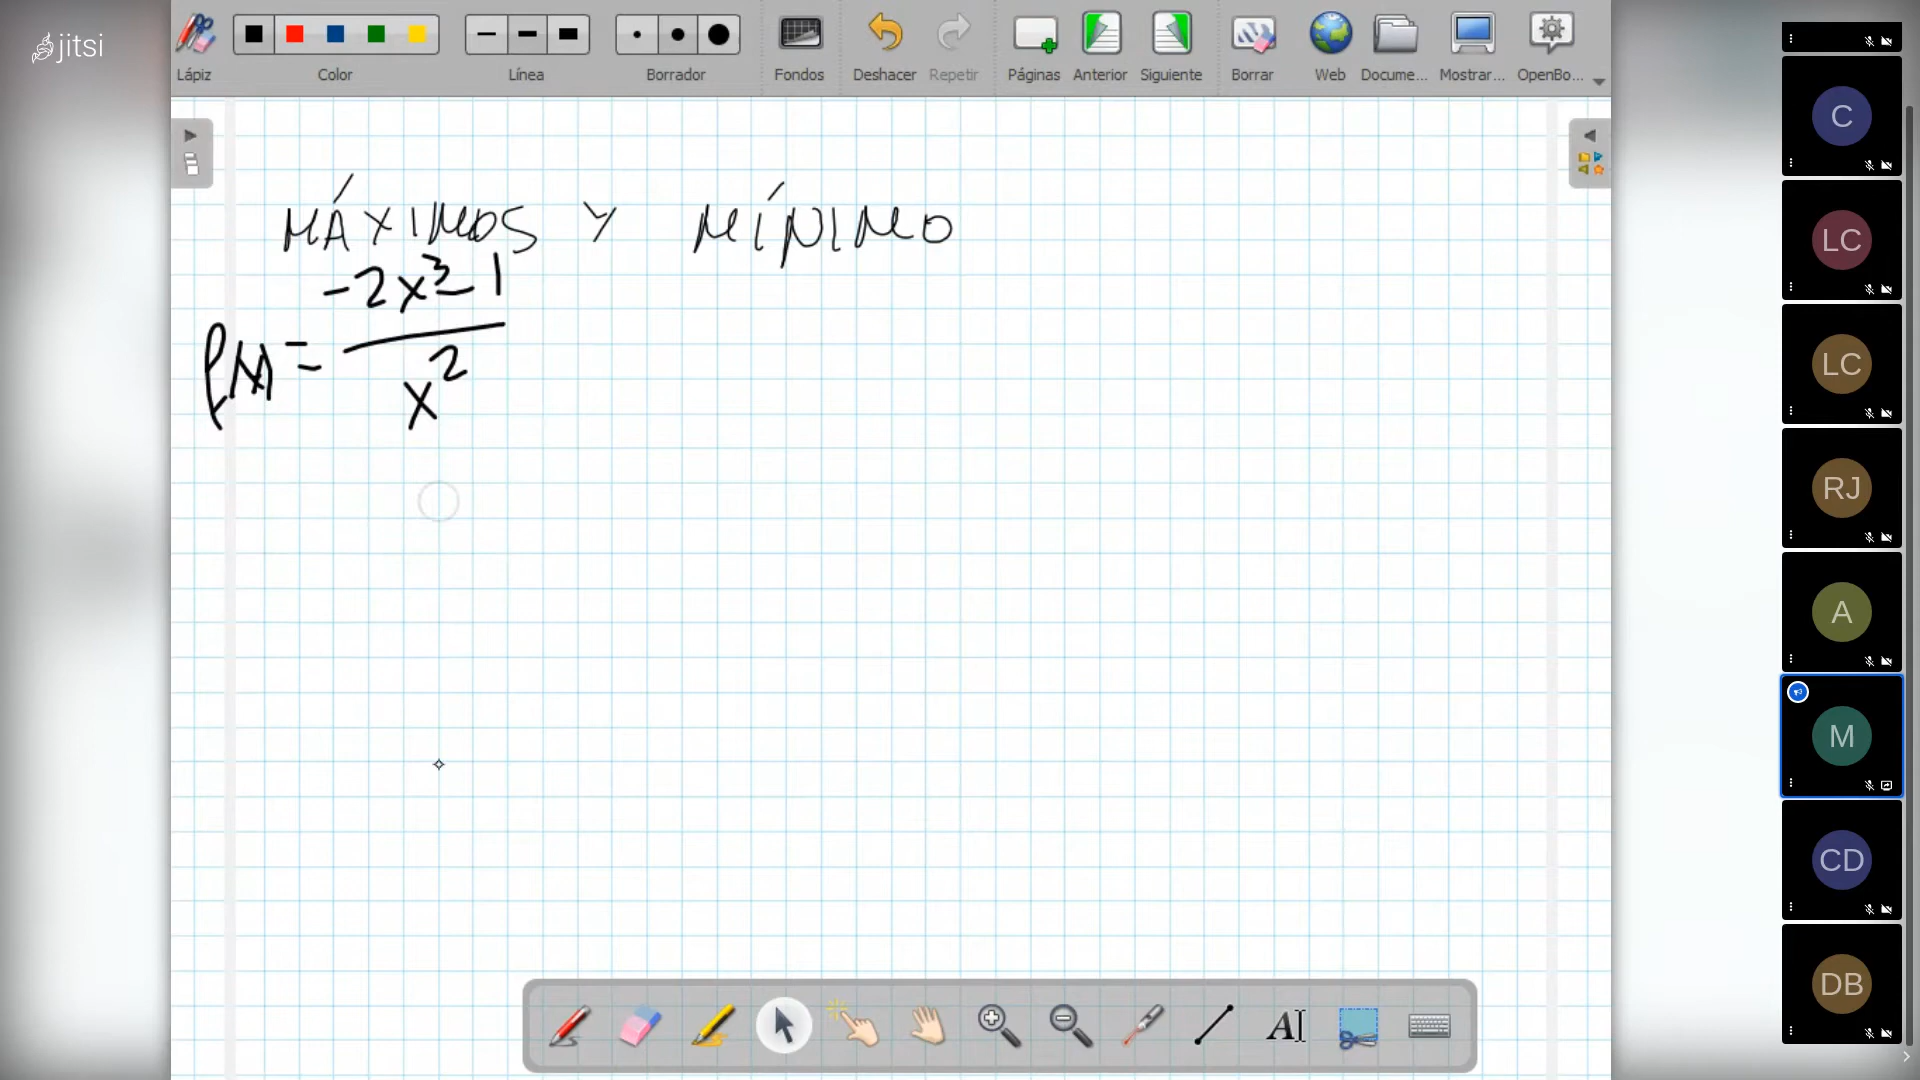 jitsi
Lápiz Color Línea Borrador Fondos Deshacer Repetir Páginas Anterior Siguiente Borrar Web Docume... Mostrar... OpenBo...
MÁXIMOS Y MÍNIMO
-2x³-1
f(x)=
x²
C
LC
LC
RJ
A
M
CD
DB